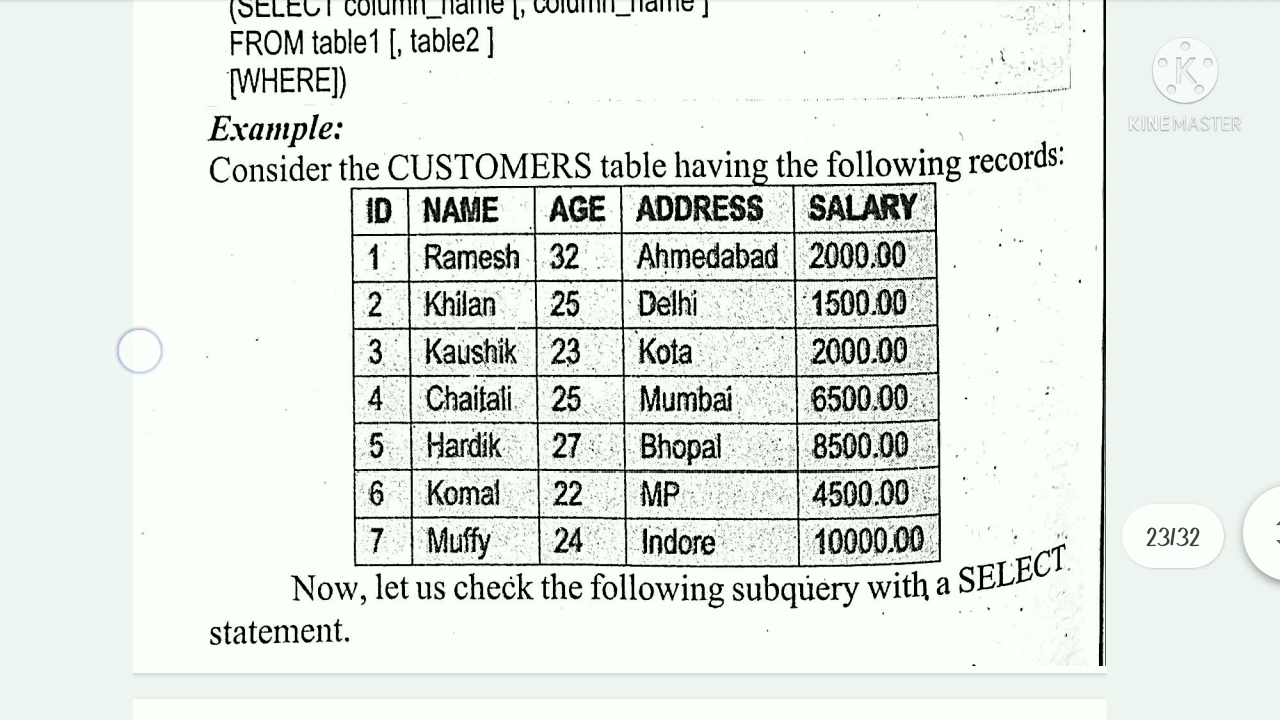 (SELECT column_name [, column_name ]
FROM table1 [, table2 ]
[WHERE])
Example:
Consider the CUSTOMERS table having the following records:
ID NAME AGE ADDRESS SALARY
1 Ramesh 32 Ahmedabad 2000.00
2 Khilan 25 Delhi 1500.00
3 Kaushik 23 Kota 2000.00
4 Chaitali 25 Mumbai 6500.00
5 Hardik 27 Bhopal 8500.00
6 Komal 22 MP 4500.00
7 Muffy 24 Indore 10000.00
Now, let us check the following subquery with a SELECT
statement.
K
KINEMASTER
23/32